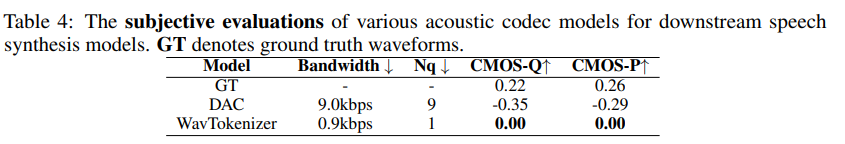 Table 4: The subjective evaluations of various acoustic codec models for downstream speech
synthesis models. GT denotes ground truth waveforms.
Model Bandwidth ↓ Nq ↓ CMOS-Q↑ CMOS-P↑
GT - - 0.22 0.26
DAC 9.0kbps 9 -0.35 -0.29
WavTokenizer 0.9kbps 1 0.00 0.00